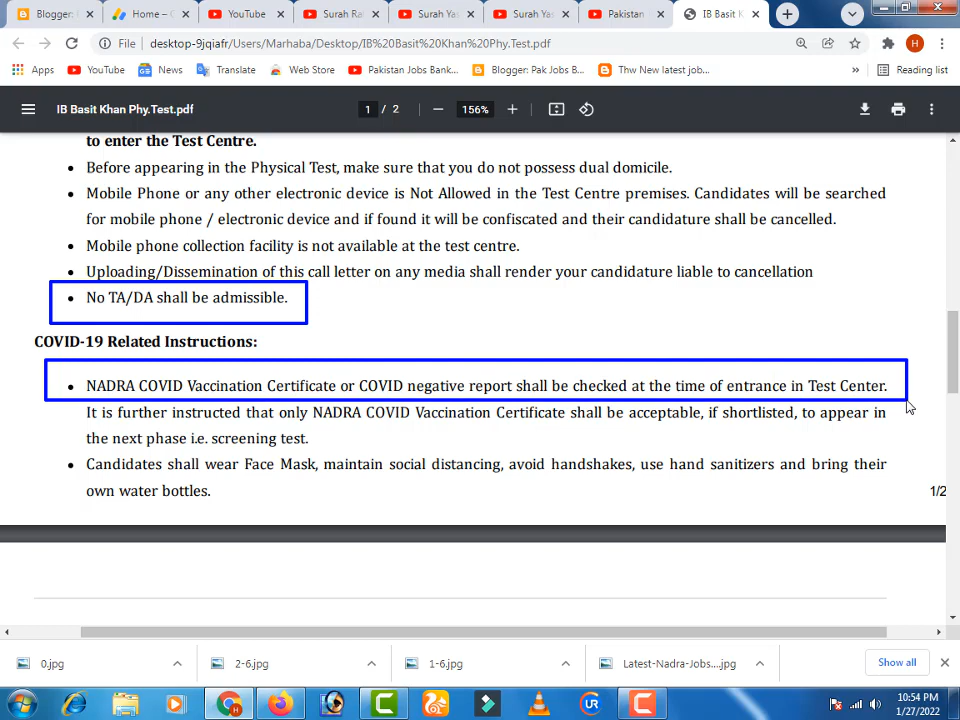 Blogger:
Home – G
YouTube
Surah Ra
Surah Yas
Surah Yas
Pakistan
IB Basit K
File desktop-9jqiafr/Users/Marhaba/Desktop/IB%20Basit%20Khan%20Phy.Test.pdf
H
Apps YouTube News Translate Web Store Pakistan Jobs Bank... Blogger: Pak Jobs B... Thw New latest job... » Reading list
IB Basit Khan Phy.Test.pdf 1 / 2 156%
to enter the Test Centre.
• Before appearing in the Physical Test, make sure that you do not possess dual domicile.
• Mobile Phone or any other electronic device is Not Allowed in the Test Centre premises. Candidates will be searched
for mobile phone / electronic device and if found it will be confiscated and their candidature shall be cancelled.
• Mobile phone collection facility is not available at the test centre.
• Uploading/Dissemination of this call letter on any media shall render your candidature liable to cancellation
• No TA/DA shall be admissible.
COVID-19 Related Instructions:
• NADRA COVID Vaccination Certificate or COVID negative report shall be checked at the time of entrance in Test Center.
It is further instructed that only NADRA COVID Vaccination Certificate shall be acceptable, if shortlisted, to appear in
the next phase i.e. screening test.
• Candidates shall wear Face Mask, maintain social distancing, avoid handshakes, use hand sanitizers and bring their
own water bottles.
1/2
0.jpg
2-6.jpg
1-6.jpg
Latest-Nadra-Jobs....jpg
Show all
UR
10:54 PM
1/27/2022